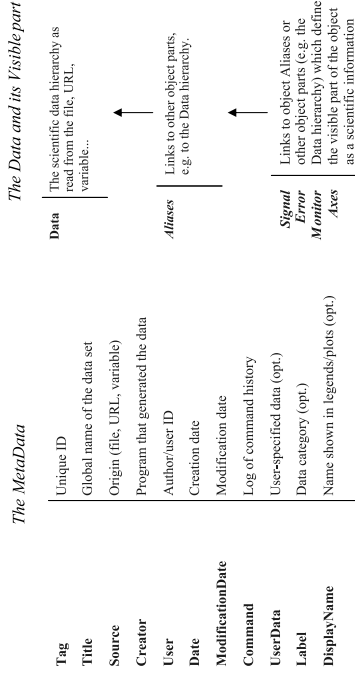 The MetaData
Tag Unique ID
Title Global name of the data set
Source Origin (file, URL, variable)
Creator Program that generated the data
User Author/user ID
Date Creation date
ModificationDate Modification date
Command Log of command history
UserData User-specified data (opt.)
Label Data category (opt.)
DisplayName Name shown in legends/plots (opt.)
The Data and its Visible part
Data
The scientific data hierarchy as
read from the file, URL,
variable...
Aliases
Links to other object parts,
e.g. to the Data hierarchy.
Signal
Error
Monitor
Axes
Links to object Aliases or
other object parts (e.g. the
Data hierarchy) which define
the visible part of the object
as a scientific information